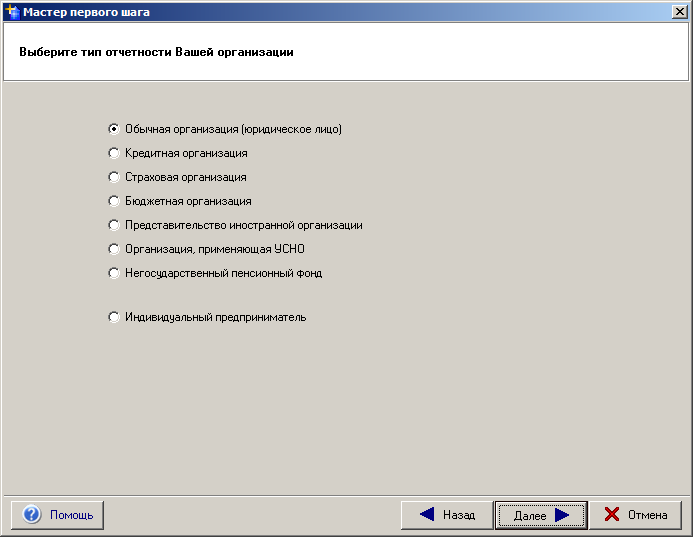 Мастер первого шага
Выберите тип отчетности Вашей организации
Обычная организация (юридическое лицо)
Кредитная организация
Страховая организация
Бюджетная организация
Представительство иностранной организации
Организация, применяющая УСНО
Негосударственный пенсионный фонд
Индивидуальный предприниматель
Помощь
Назад
Далее
Отмена